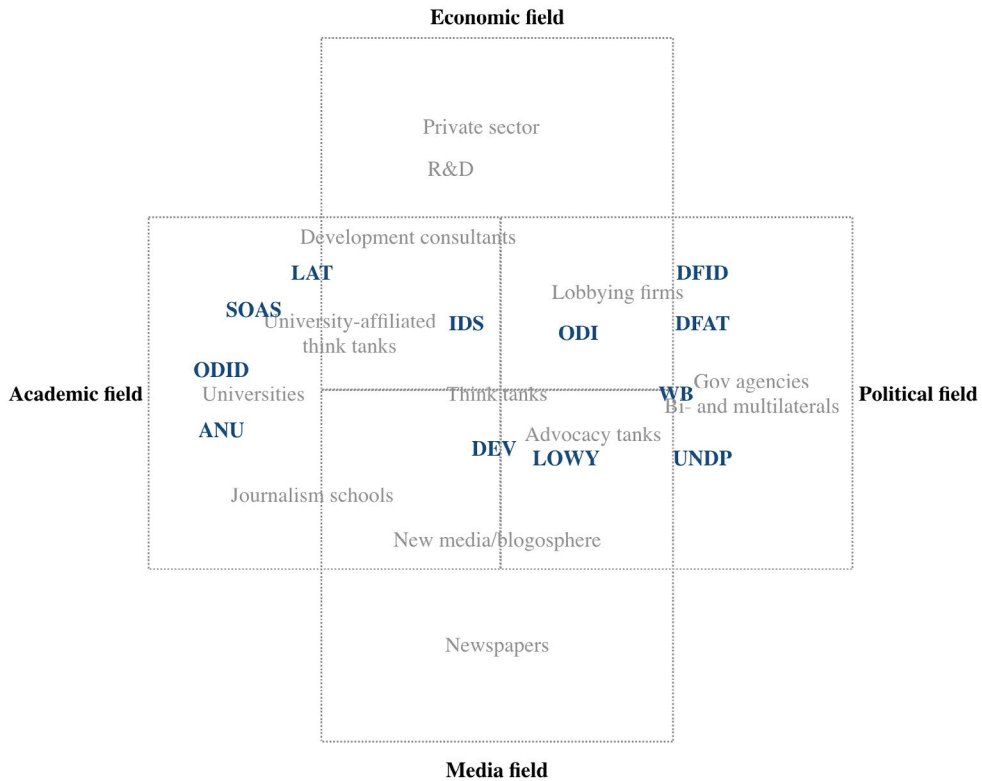 Economic field
Private sector
R&D
Development consultants
LAT
DFID
Lobbying firms
SOAS
University-affiliated
think tanks
IDS
ODI
DFAT
ODID
Gov agencies
Academic field
Universities
Think tanks
WB
Bi- and multilaterals
Political field
ANU
Advocacy tanks
DEV
LOWY
UNDP
Journalism schools
New media/blogosphere
Newspapers
Media field